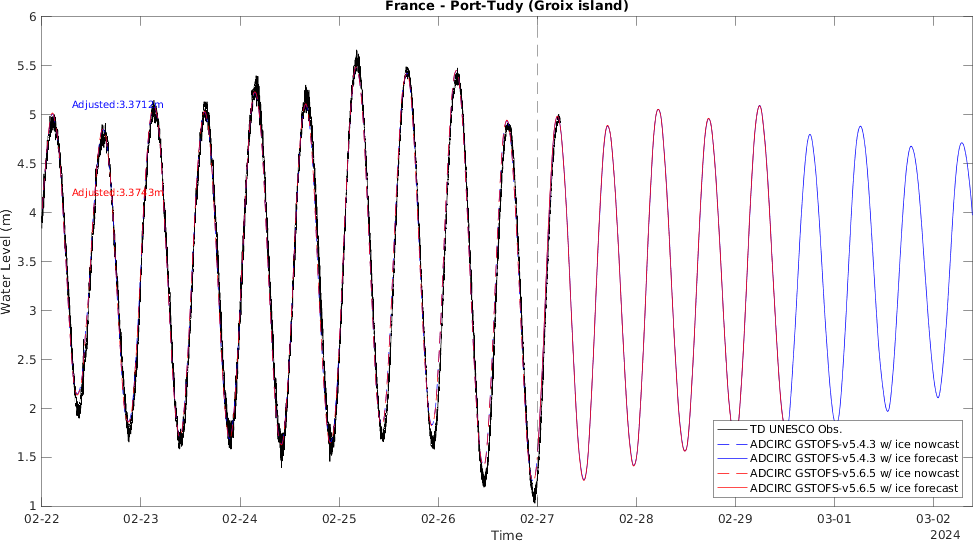 France - Port-Tudy (Groix island)
6
5.5
5
4.5
4
3.5
3
2.5
2
1.5
1
Water Level (m)
Adjusted:3.3712m
Adjusted:3.3743m
TD UNESCO Obs.
ADCIRC GSTOFS-v5.4.3 w/ ice nowcast
ADCIRC GSTOFS-v5.4.3 w/ ice forecast
ADCIRC GSTOFS-v5.6.5 w/ ice nowcast
ADCIRC GSTOFS-v5.6.5 w/ ice forecast
02-22 02-23 02-24 02-25 02-26 02-27 02-28 02-29 03-01 03-02
Time
2024